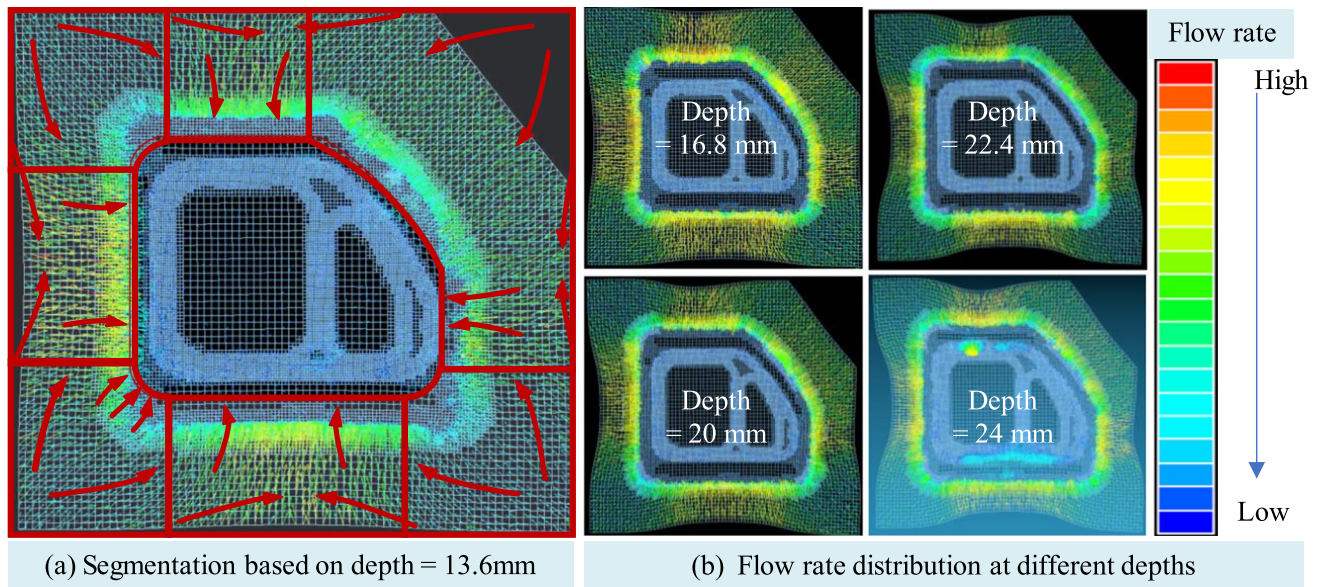 Depth
= 16.8 mm
Depth
= 22.4 mm
Depth
= 20 mm
Depth
= 24 mm
Flow rate
High
Low
(a) Segmentation based on depth = 13.6mm
(b) Flow rate distribution at different depths